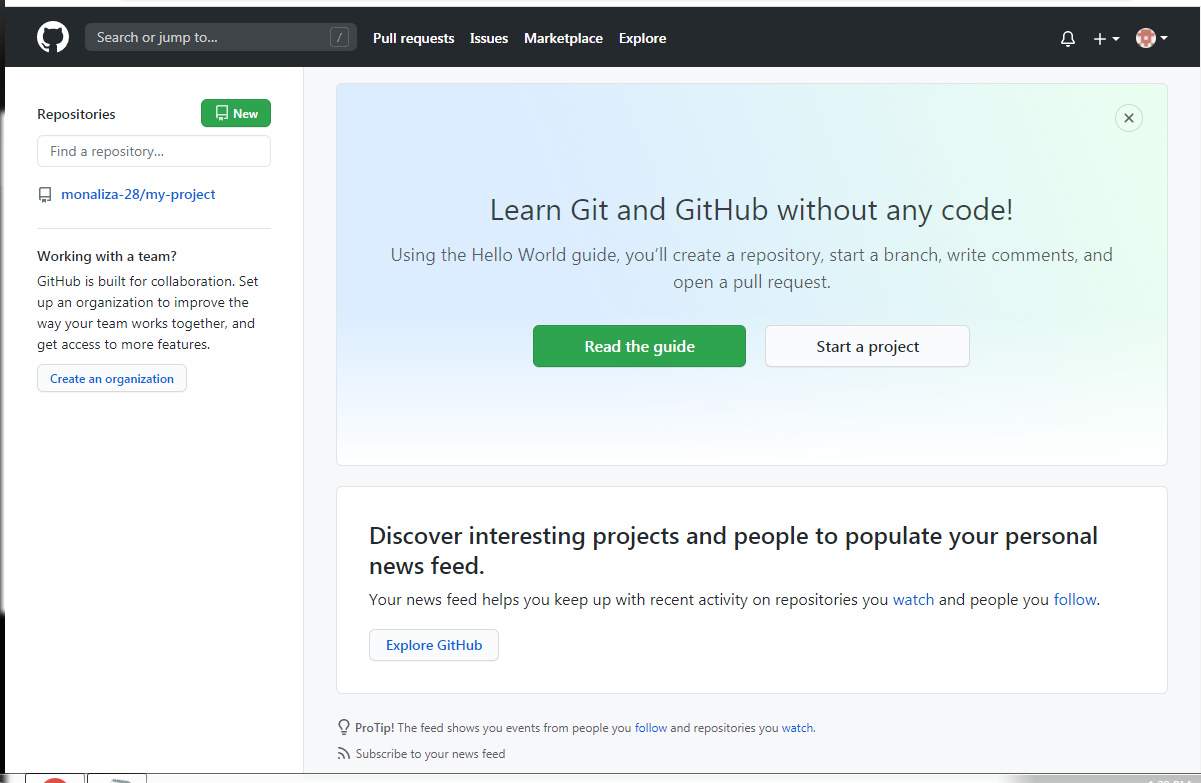 Search or jump to...
/
Pull requests
Issues
Marketplace
Explore
Repositories
New
Find a repository...
monaliza-28/my-project
Working with a team?
GitHub is built for collaboration. Set
up an organization to improve the
way your team works together, and
get access to more features.
Create an organization
Learn Git and GitHub without any code!
Using the Hello World guide, you’ll create a repository, start a branch, write comments, and
open a pull request.
Read the guide
Start a project
Discover interesting projects and people to populate your personal
news feed.
Your news feed helps you keep up with recent activity on repositories you watch and people you follow.
Explore GitHub
ProTip! The feed shows you events from people you follow and repositories you watch.
Subscribe to your news feed